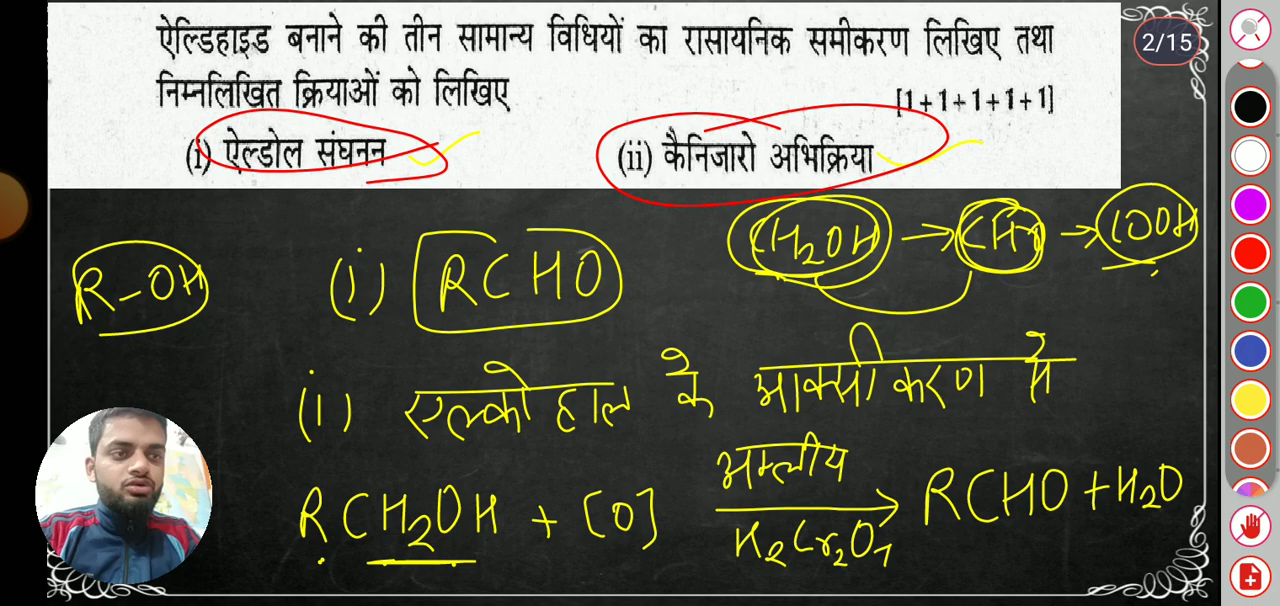 ऐल्डिहाइड बनाने की तीन सामान्य विधियों का रासायनिक समीकरण लिखिए तथा
निम्नलिखित क्रियाओं को लिखिए [1+1+1+1+1]
(i) ऐल्डोल संघनन (ii) कैनिजारो अभिक्रिया
2/15
CH2OH → CHO → COOH
R-OH (i) RCHO
(i) एल्कोहाल के आक्सीकरण से
RCH2OH + [O] अम्लीय K2Cr2O7 → RCHO + H2O